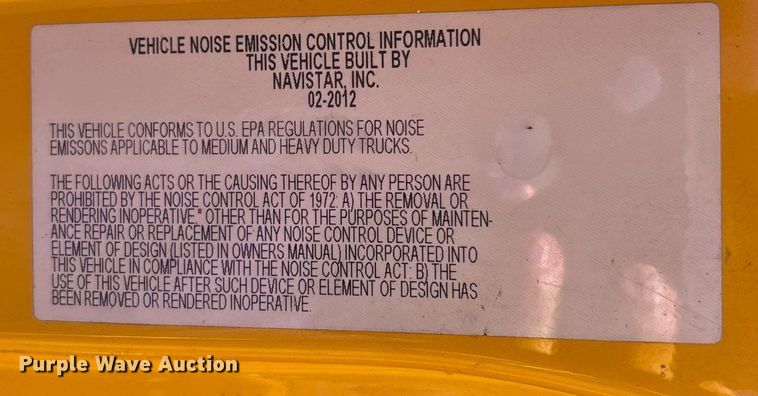 VEHICLE NOISE EMISSION CONTROL INFORMATION
THIS VEHICLE BUILT BY
NAVISTAR, INC.
02-2012
THIS VEHICLE CONFORMS TO U.S. EPA REGULATIONS FOR NOISE
EMISSONS APPLICABLE TO MEDIUM AND HEAVY DUTY TRUCKS.
THE FOLLOWING ACTS OR THE CAUSING THEREOF BY ANY PERSON ARE
PROHIBITED BY THE NOISE CONTROL ACT OF 1972: A) THE REMOVAL OR
RENDERING INOPERATIVE," OTHER THAN FOR THE PURPOSES OF MAINTEN-
ANCE REPAIR OR REPLACEMENT OF ANY NOISE CONTROL DEVICE OR
ELEMENT OF DESIGN (LISTED IN OWNERS MANUAL) INCORPORATED INTO
THIS VEHICLE IN COMPLIANCE WITH THE NOISE CONTROL ACT: B) THE
USE OF THIS VEHICLE AFTER SUCH DEVICE OR ELEMENT OF DESIGN HAS
BEEN REMOVED OR RENDERED INOPERATIVE.
Purple Wave Auction